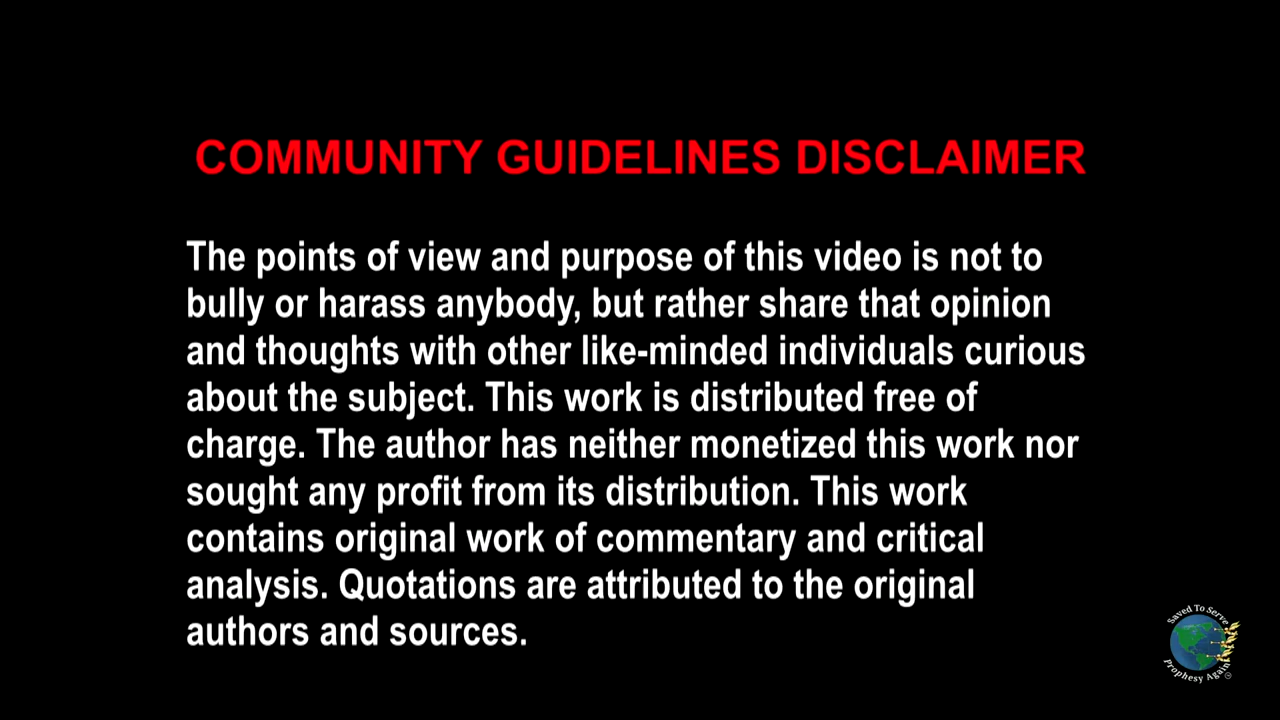 COMMUNITY GUIDELINES DISCLAIMER
The points of view and purpose of this video is not to
bully or harass anybody, but rather share that opinion
and thoughts with other like-minded individuals curious
about the subject. This work is distributed free of
charge. The author has neither monetized this work nor
sought any profit from its distribution. This work
contains original work of commentary and critical
analysis. Quotations are attributed to the original
authors and sources.
Saved To Serve
Prophesy Again